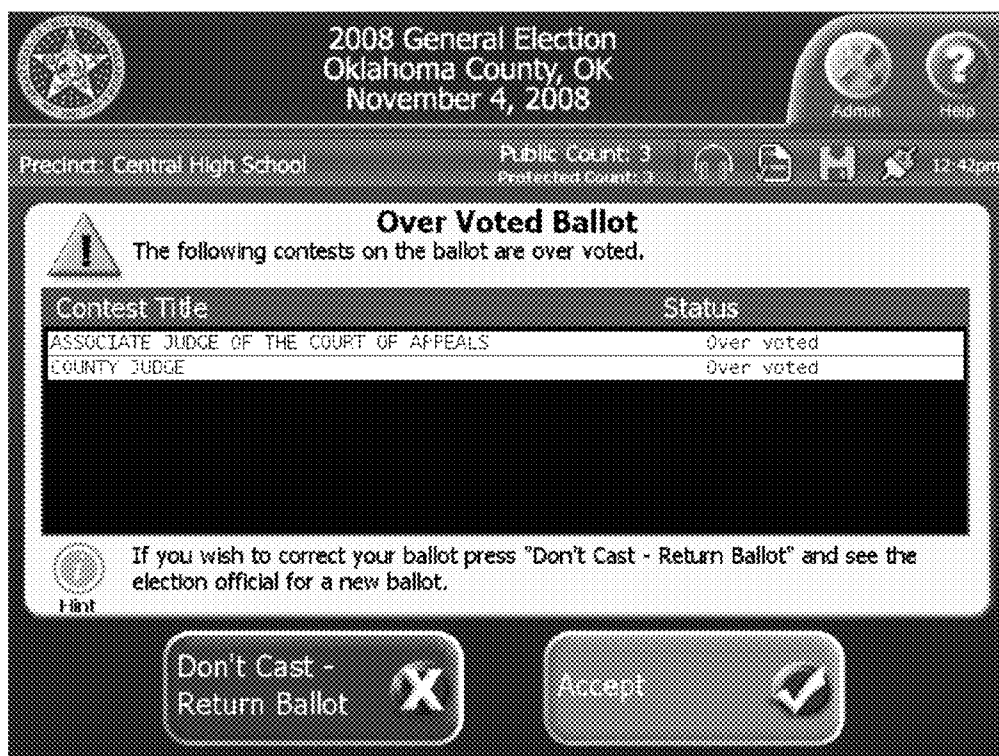 2008 General Election
Oklahoma County, OK
November 4, 2008
Admin
Help
Precinct: Central High School
Public Count: 3
Protected Count: 3
12:42pm
Over Voted Ballot
The following contests on the ballot are over voted.
Contest Title Status
ASSOCIATE JUDGE OF THE COURT OF APPEALS Over voted
COUNTY JUDGE Over voted
If you wish to correct your ballot press "Don't Cast - Return Ballot" and see the
election official for a new ballot.
Hint
Don't Cast -
Return Ballot
Accept